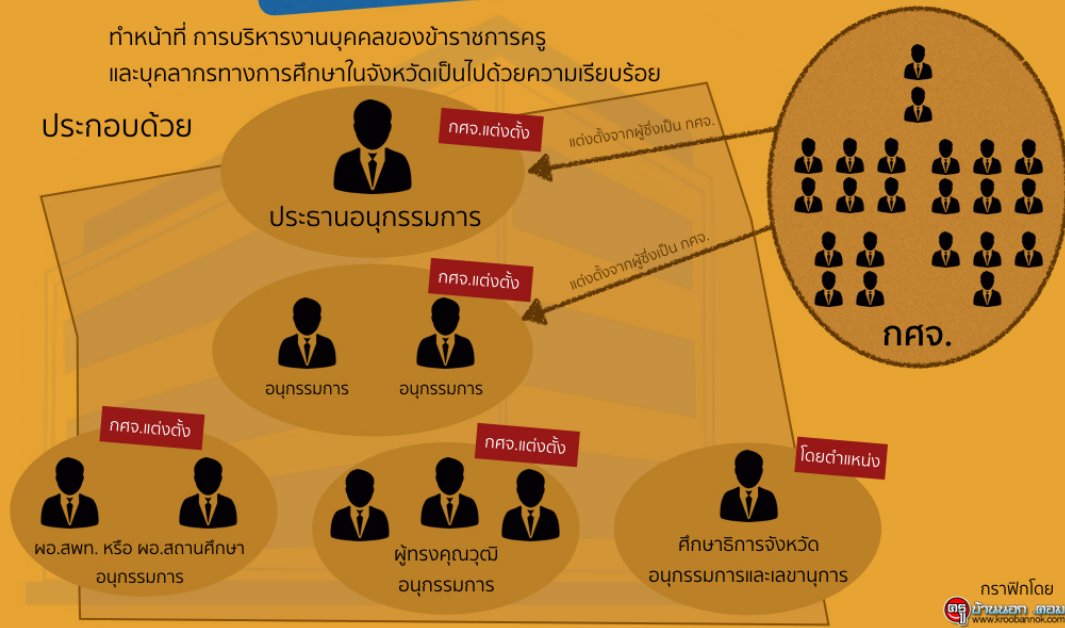 ทำหน้าที่ การบริหารงานบุคคลของข้าราชการครู
และบุคลากรทางการศึกษาในจังหวัดเป็นไปด้วยความเรียบร้อย
ประกอบด้วย
กศจ.แต่งตั้ง
แต่งตั้งจากผู้ซึ่งเป็น กศจ.
ประธานอนุกรรมการ
กศจ.แต่งตั้ง
แต่งตั้งจากผู้ซึ่งเป็น กศจ.
กศจ.
อนุกรรมการ
อนุกรรมการ
กศจ.แต่งตั้ง
ผอ.สพท. หรือ ผอ.สถานศึกษา
อนุกรรมการ
กศจ.แต่งตั้ง
ผู้ทรงคุณวุฒิ
อนุกรรมการ
โดยตำแหน่ง
ศึกษาธิการจังหวัด
อนุกรรมการและเลขานุการ
กราฟิกโดย
ครูบ้านนอก ดอม
www.kroobannok.com